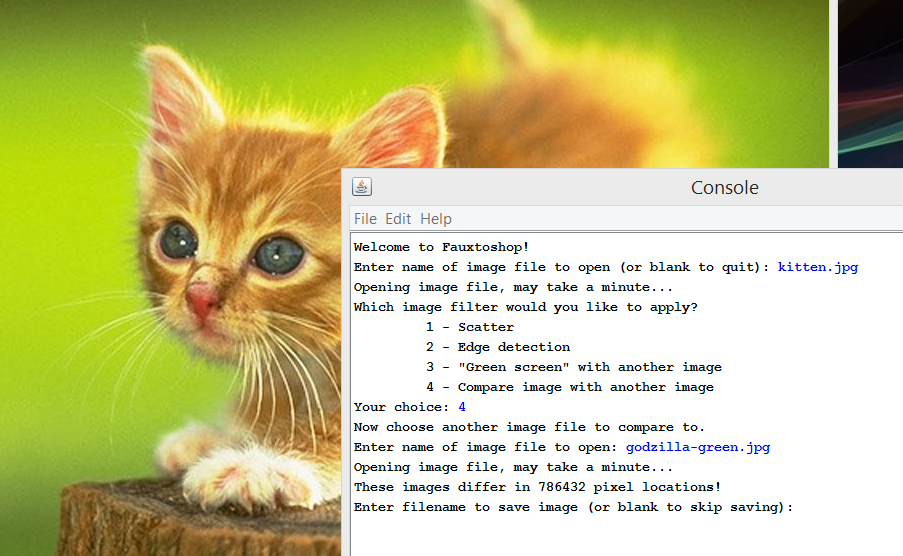 Console
File Edit Help
Welcome to Fauxtoshop!
Enter name of image file to open (or blank to quit): kitten.jpg
Opening image file, may take a minute...
Which image filter would you like to apply?
1 - Scatter
2 - Edge detection
3 - "Green screen" with another image
4 - Compare image with another image
Your choice: 4
Now choose another image file to compare to.
Enter name of image file to open: godzilla-green.jpg
Opening image file, may take a minute...
These images differ in 786432 pixel locations!
Enter filename to save image (or blank to skip saving):